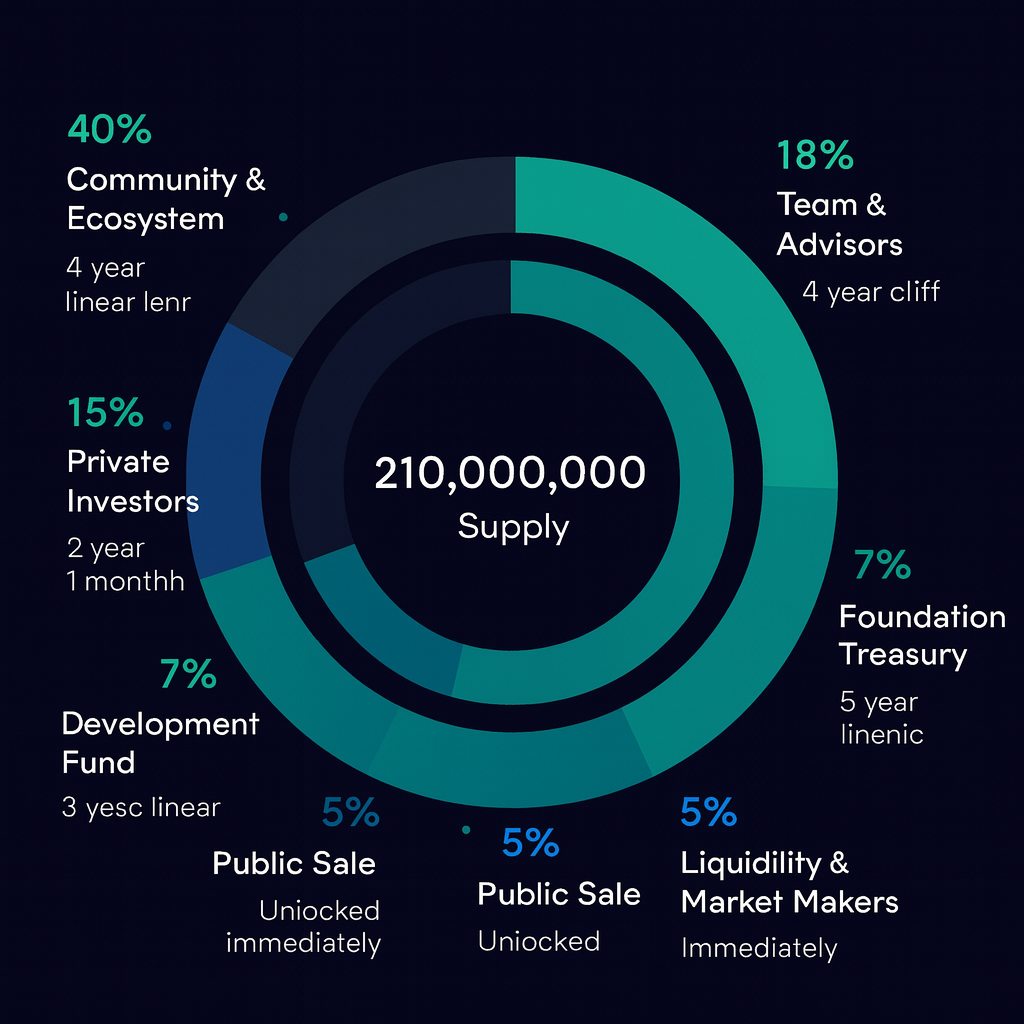 40%
Community &
Ecosystem
4 year
linear lenr
18%
Team &
Advisors
4 year cliff
15%
Private
Investors
2 year
1 monthh
210,000,000
Supply
7%
Foundation
Treasury
5 year
linenic
7%
Development
Fund
3 yesc linear
5%
Public Sale
Uniocked
immediately
5%
Public Sale
Uniocked
5%
Liquidility &
Market Makers
Immediately